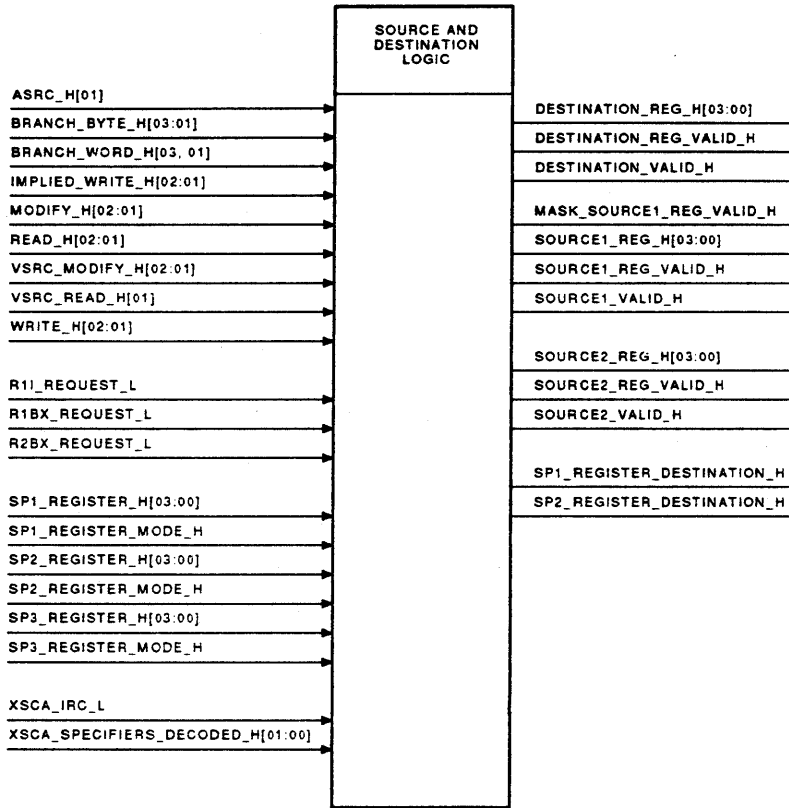 SOURCE AND
DESTINATION
LOGIC
ASRC_H[01]
BRANCH_BYTE_H[03:01]
BRANCH_WORD_H[03, 01]
IMPLIED_WRITE_H[02:01]
MODIFY_H[02:01]
READ_H[02:01]
VSRC_MODIFY_H[02:01]
VSRC_READ_H[01]
WRITE_H[02:01]
R1I_REQUEST_L
R1BX_REQUEST_L
R2BX_REQUEST_L
SP1_REGISTER_H[03:00]
SP1_REGISTER_MODE_H
SP2_REGISTER_H[03:00]
SP2_REGISTER_MODE_H
SP3_REGISTER_H[03:00]
SP3_REGISTER_MODE_H
XSCA_IRC_L
XSCA_SPECIFIERS_DECODED_H[01:00]
DESTINATION_REG_H[03:00]
DESTINATION_REG_VALID_H
DESTINATION_VALID_H
MASK_SOURCE1_REG_VALID_H
SOURCE1_REG_H[03:00]
SOURCE1_REG_VALID_H
SOURCE1_VALID_H
SOURCE2_REG_H[03:00]
SOURCE2_REG_VALID_H
SOURCE2_VALID_H
SP1_REGISTER_DESTINATION_H
SP2_REGISTER_DESTINATION_H